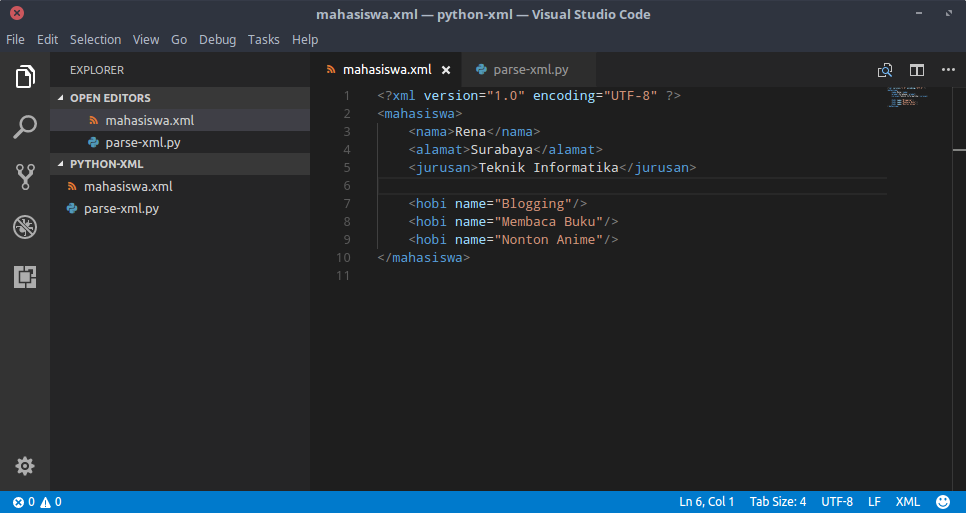 mahasiswa.xml — python-xml — Visual Studio Code
File Edit Selection View Go Debug Tasks Help
EXPLORER
OPEN EDITORS
mahasiswa.xml
parse-xml.py
PYTHON-XML
mahasiswa.xml
parse-xml.py
mahasiswa.xml parse-xml.py
1 <?xml version="1.0" encoding="UTF-8" ?>
2 <mahasiswa>
3 <nama>Rena</nama>
4 <alamat>Surabaya</alamat>
5 <jurusan>Teknik Informatika</jurusan>
6
7 <hobi name="Blogging"/>
8 <hobi name="Membaca Buku"/>
9 <hobi name="Nonton Anime"/>
10 </mahasiswa>
11
0 0 Ln 6, Col 1 Tab Size: 4 UTF-8 LF XML